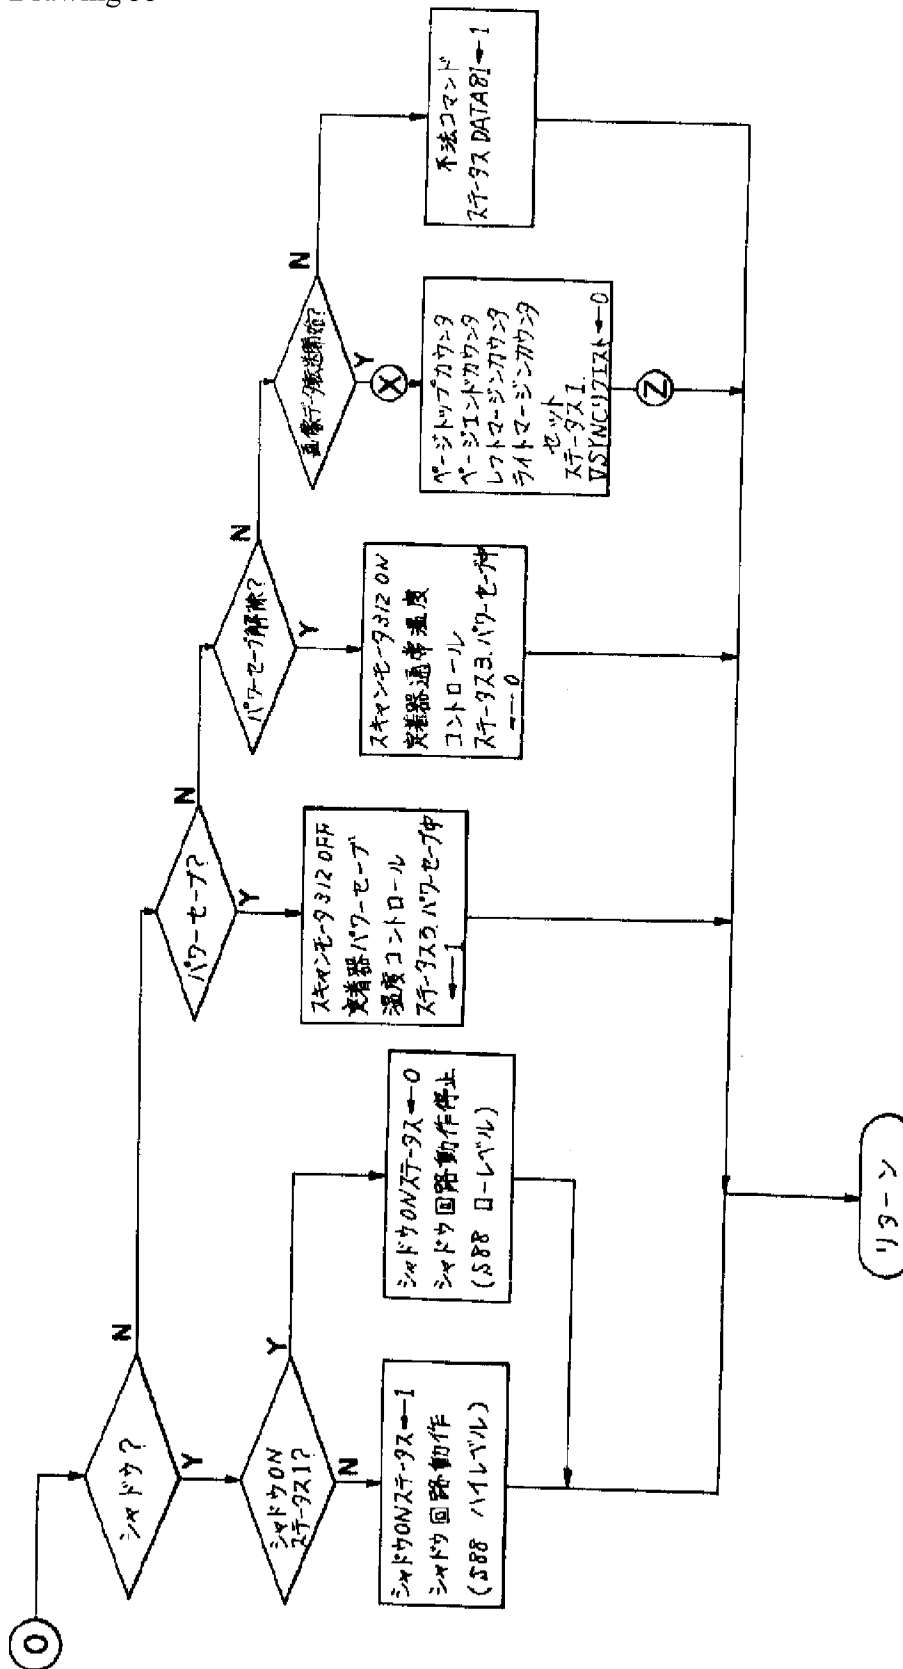 O
シャドウ?
N
Y
シャドウON
ステータス1?
Y
N
シャドウONステータス←1
シャドウ回路動作
(S88 ハイレベル)
シャドウONステータス←0
シャドウ回路動作停止
(S88 ローレベル)
パワーセーブ?
N
Y
スキャンモータ312 OFF
定着器パワーセーブ
温度コントロール
ステータス3.パワーセーブ中
←1
パワーセーブ解除?
N
Y
スキャンモータ312 ON
定着器通常温度
コントロール
ステータス3.パワーセーブ中
←0
画像データ転送開始?
N
Y
X
ページトップカウンタ
ページエンドカウンタ
レフトマージンカウンタ
ライトマージンカウンタ
セット
ステータス1.
VSYNCリクエスト←0
Z
不法コマンド
ステータスDATA81←1
リターン